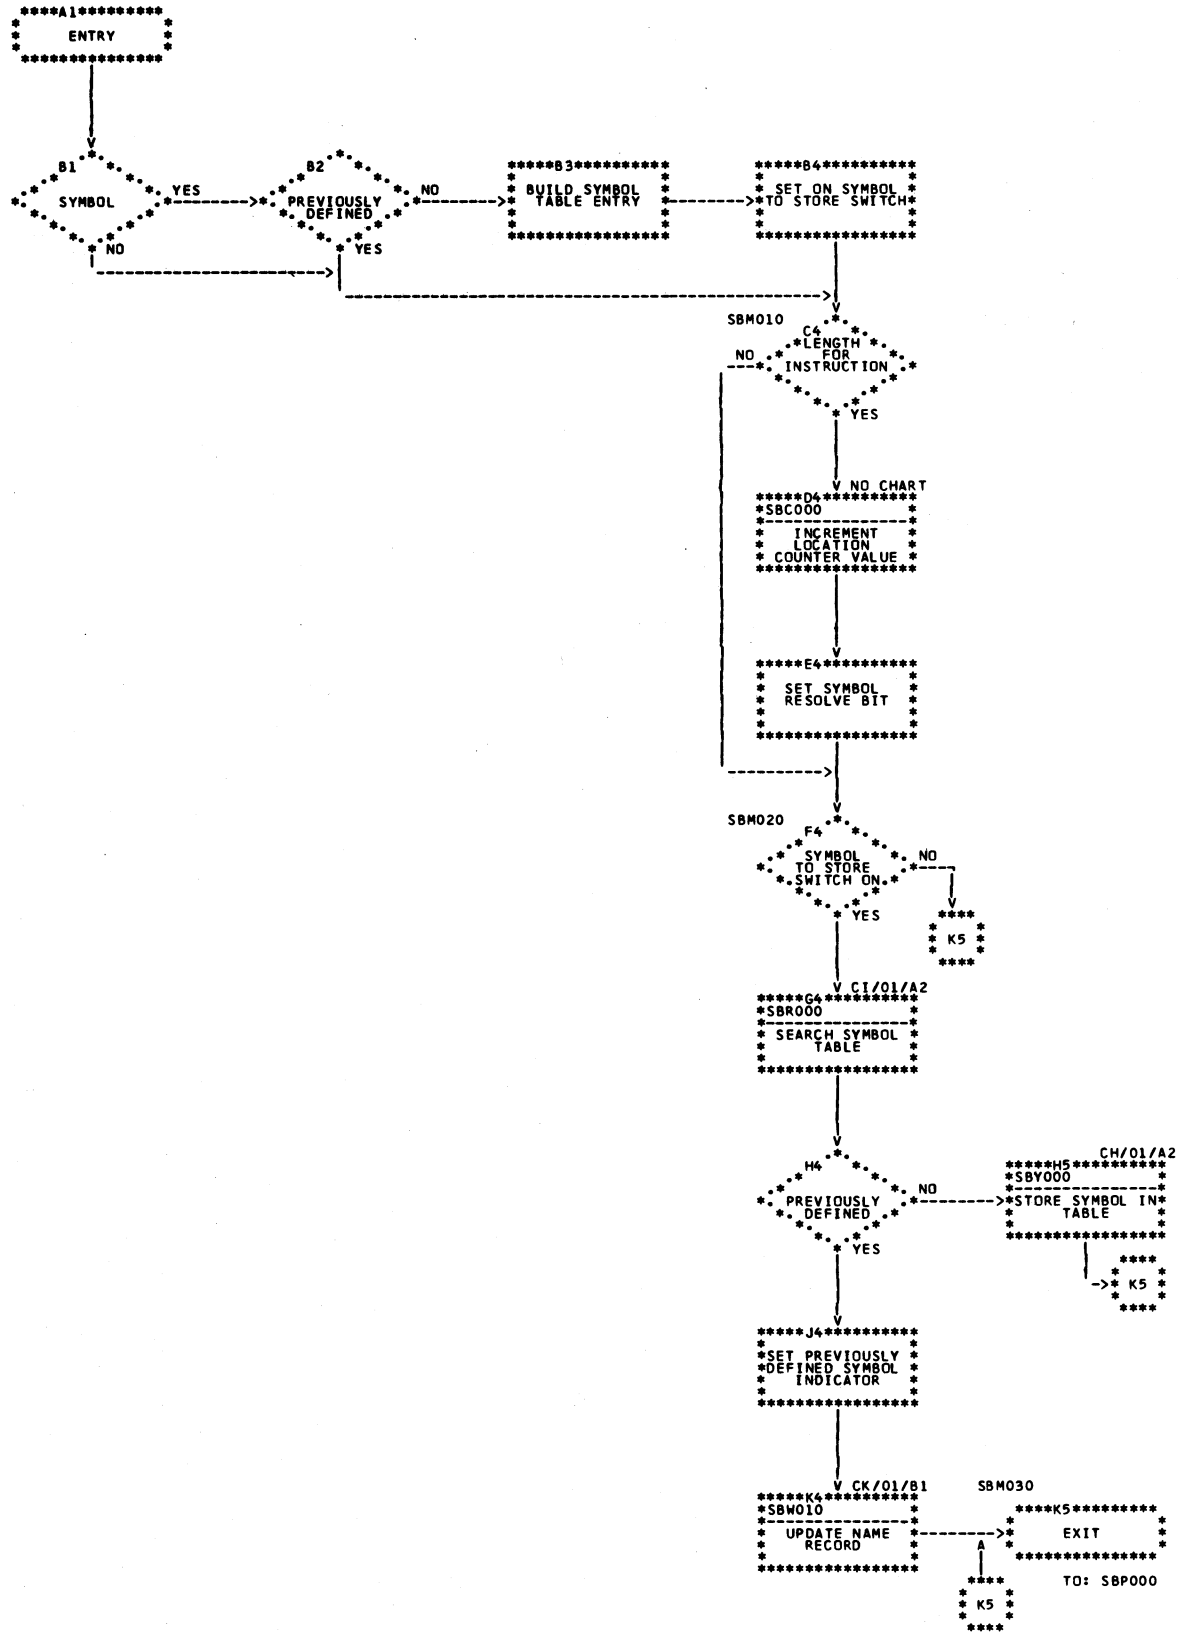 A1
ENTRY
B1
SYMBOL
YES
NO
B2
PREVIOUSLY
DEFINED
NO
YES
B3
BUILD SYMBOL
TABLE ENTRY
B4
SET ON SYMBOL
TO STORE SWITCH
SBM010
C4
LENGTH
FOR
INSTRUCTION
NO
YES
NO CHART
D4
SBC000
INCREMENT
LOCATION
COUNTER VALUE
E4
SET SYMBOL
RESOLVE BIT
SBM020
F4
SYMBOL
TO STORE
SWITCH ON
NO
YES
K5
CI/01/A2
G4
SBR000
SEARCH SYMBOL
TABLE
H4
PREVIOUSLY
DEFINED
NO
YES
CH/01/A2
H5
SBY000
STORE SYMBOL IN
TABLE
K5
J4
SET PREVIOUSLY
DEFINED SYMBOL
INDICATOR
CK/01/B1
K4
SBW010
UPDATE NAME
RECORD
SBM030
K5
EXIT
TO: SBP000
K5